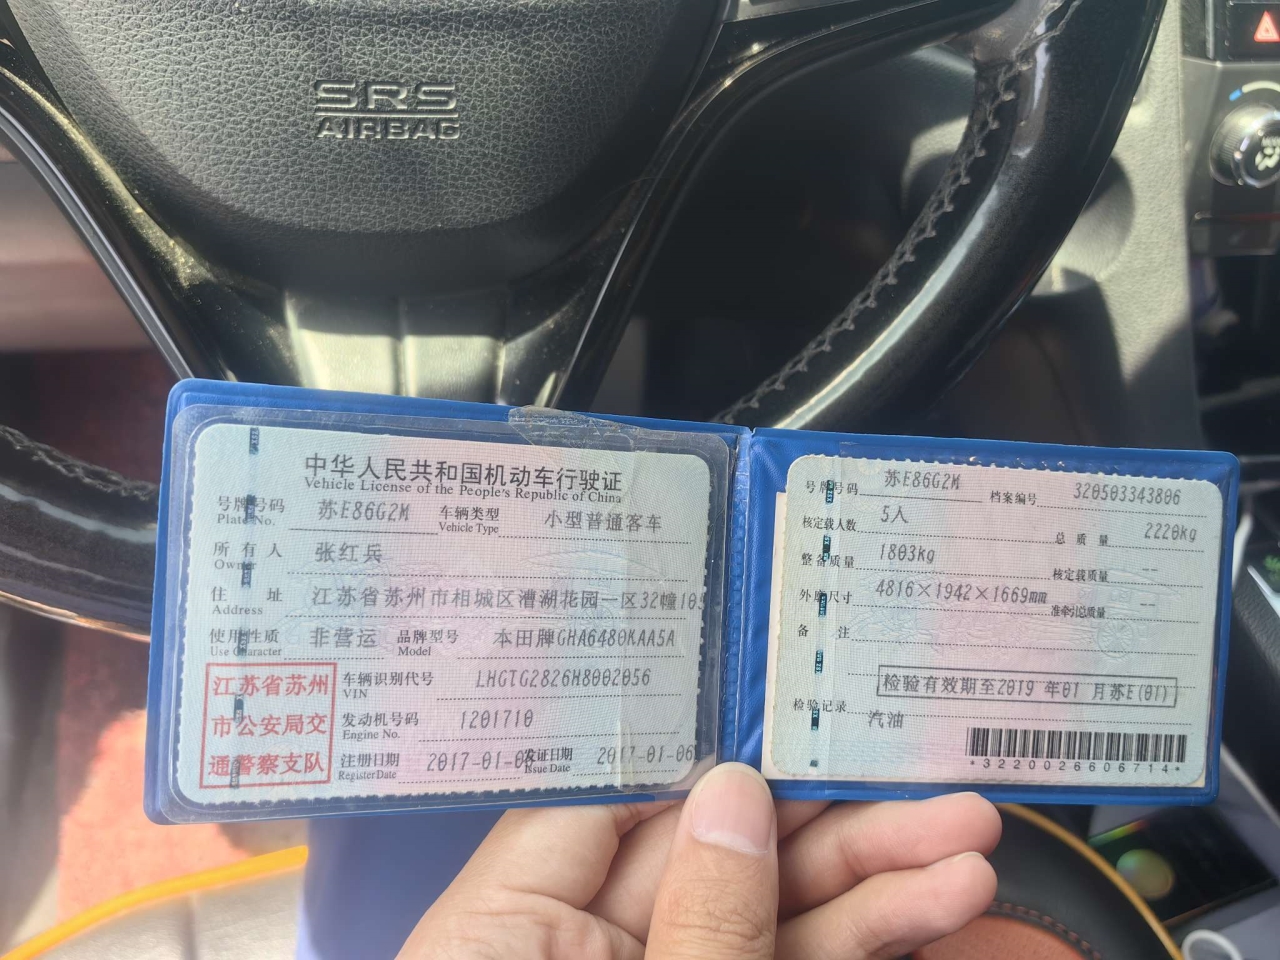 SRS
AIRBAG
中华人民共和国机动车行驶证
Vehicle License of the People's Republic of China
号牌号码 苏E86G2M 车辆类型 小型普通客车
Plate No. Vehicle Type
所有人 张红兵
Owner
住址 江苏省苏州市相城区漕湖花园一区32幢105
Address
使用性质 非营运 品牌型号 本田牌GHA6480KAA5A
Use Character Model
江苏省苏州
市公安局交
通警察支队
车辆识别代号 LHGTG2826H8002056
VIN
发动机号码 1201710
Engine No.
注册日期 2017-01-06 发证日期 2017-01-06
Register Date Issue Date
号牌号码 苏E86G2M 档案编号 320503343806
核定载人数 5人 总质量 2220kg
整备质量 1803kg 核定载质量 --
外廓尺寸 4816×1942×1669mm 准牵引总质量 --
备注
检验有效期至2019年01月苏E(01)
检验记录
汽油
*3220026606714*